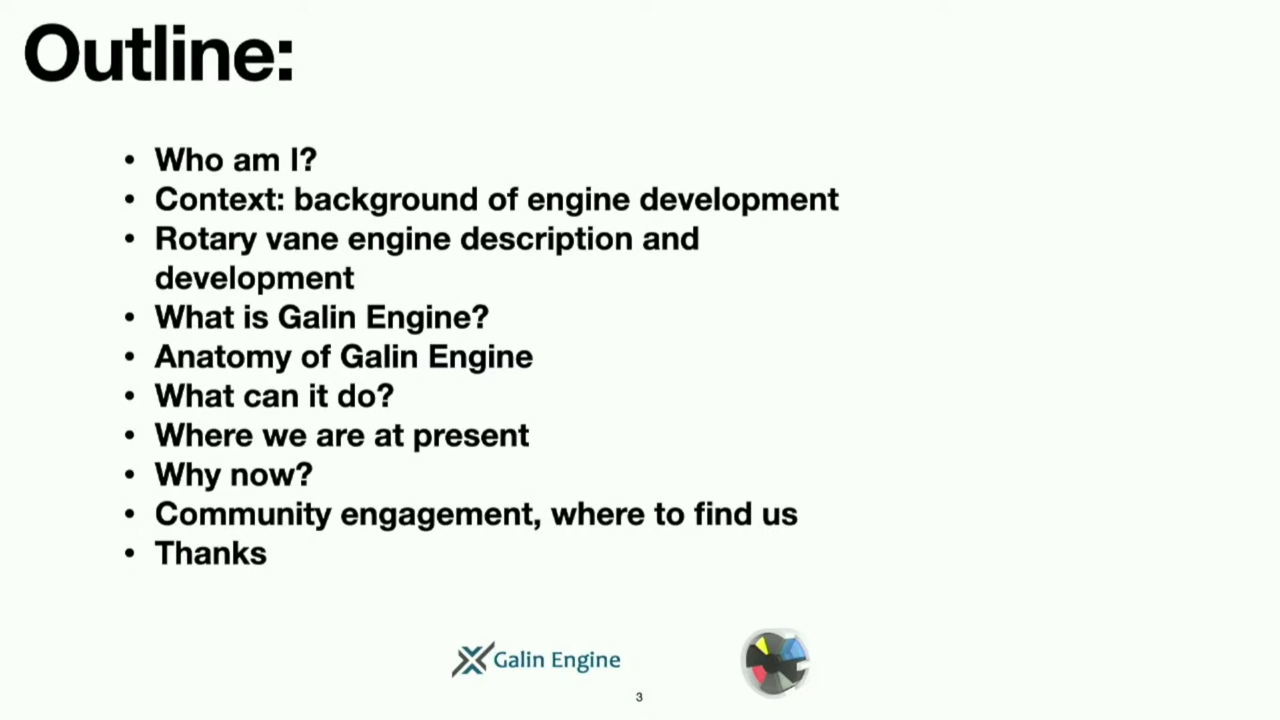 Outline:
• Who am I?
• Context: background of engine development
• Rotary vane engine description and
development
• What is Galin Engine?
• Anatomy of Galin Engine
• What can it do?
• Where we are at present
• Why now?
• Community engagement, where to find us
• Thanks
Galin Engine
3